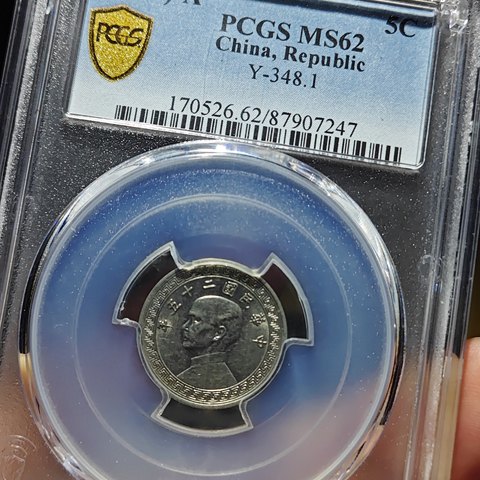 PCGS
A 5C
PCGS MS62
China, Republic
Y-348.1
170526.62/87907247
年五十二國民華中